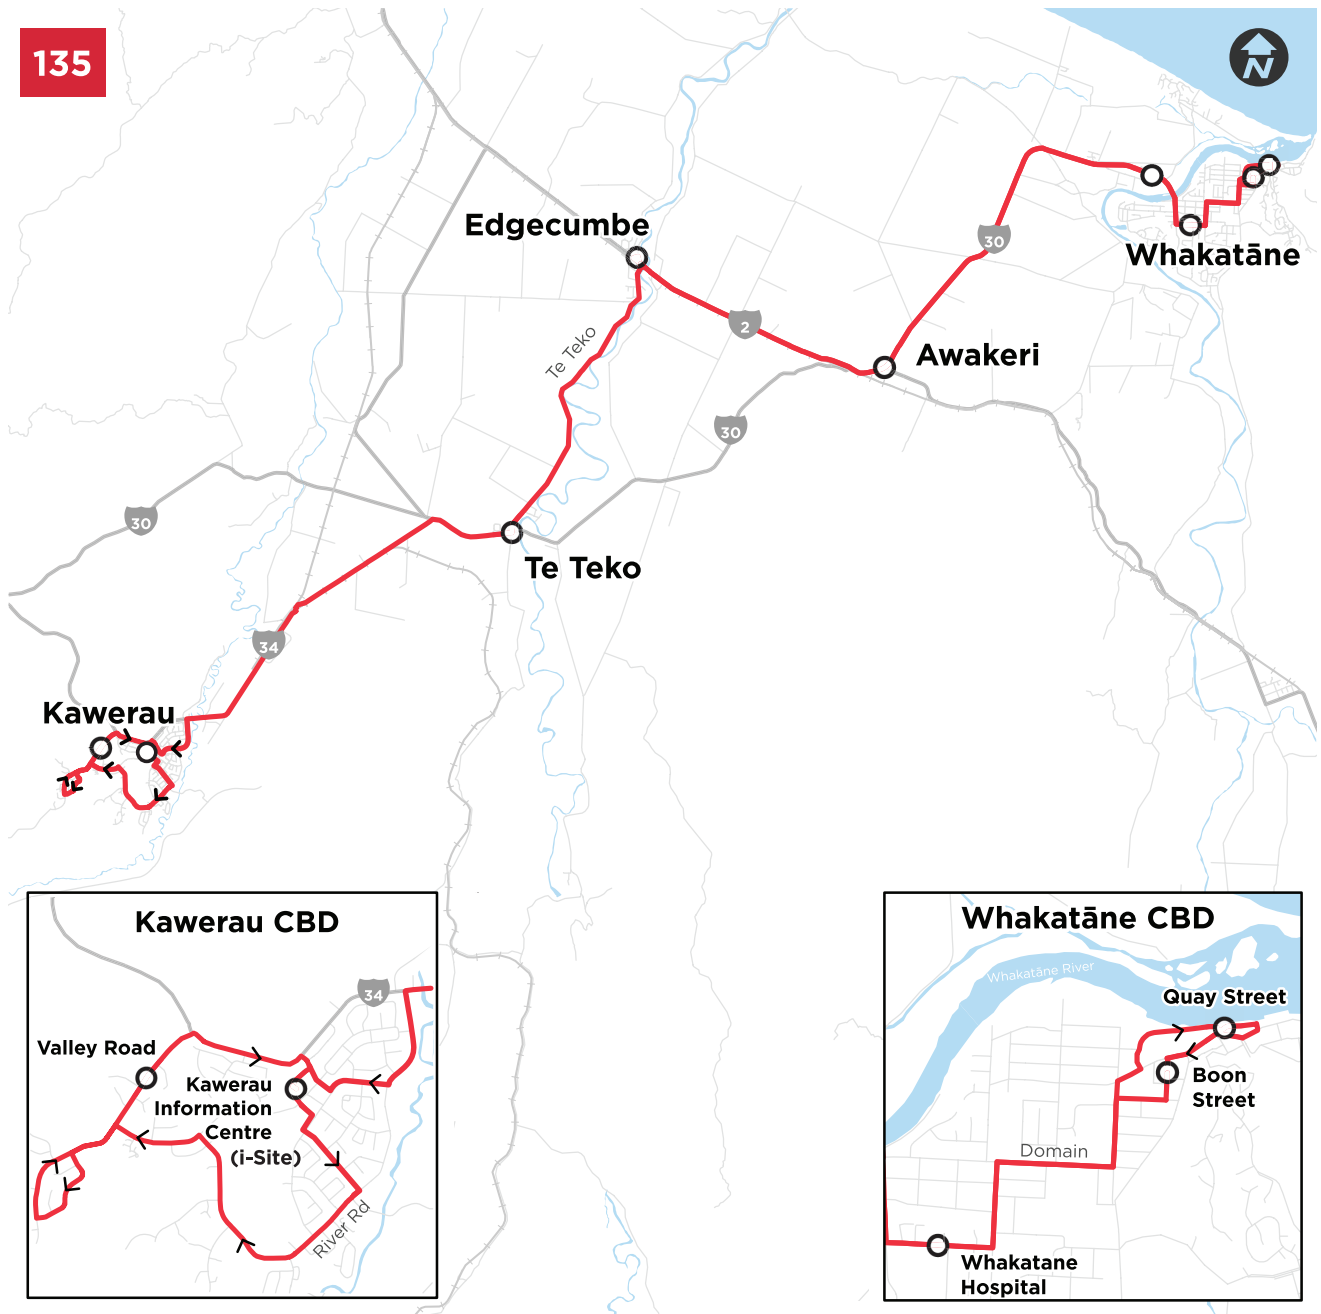 135
N
Edgecumbe
30
Whakatāne
2
Te Teko
Awakeri
30
30
Te Teko
34
Kawerau
Kawerau CBD
34
Valley Road
Kawerau
Information
Centre
(i-Site)
River Rd
Whakatāne CBD
Whakatāne River
Quay Street
Boon
Street
Domain
Whakatane
Hospital